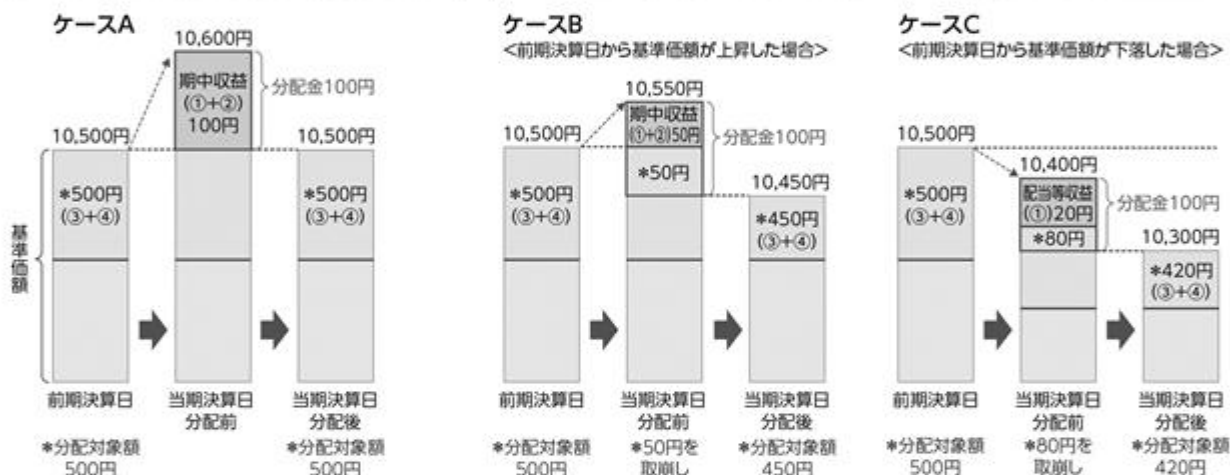 ケースA
10,600円
期中収益
(①+②)
100円
分配金100円
10,500円
10,500円
*500円
(③+④)
*500円
(③+④)
基準価額
前期決算日
当期決算日
分配前
当期決算日
分配後
*分配対象額
500円
*分配対象額
500円
ケースB
<前期決算日から基準価額が上昇した場合>
10,550円
期中収益
(①+②)50円
分配金100円
10,500円
*500円
(③+④)
*50円
10,450円
*450円
(③+④)
前期決算日
当期決算日
分配前
当期決算日
分配後
*分配対象額
500円
*50円を
取崩し
*分配対象額
450円
ケースC
<前期決算日から基準価額が下落した場合>
10,500円
*500円
(③+④)
10,400円
配当等収益
(①)20円
分配金100円
*80円
10,300円
*420円
(③+④)
前期決算日
当期決算日
分配前
当期決算日
分配後
*分配対象額
500円
*80円を
取崩し
*分配対象額
420円